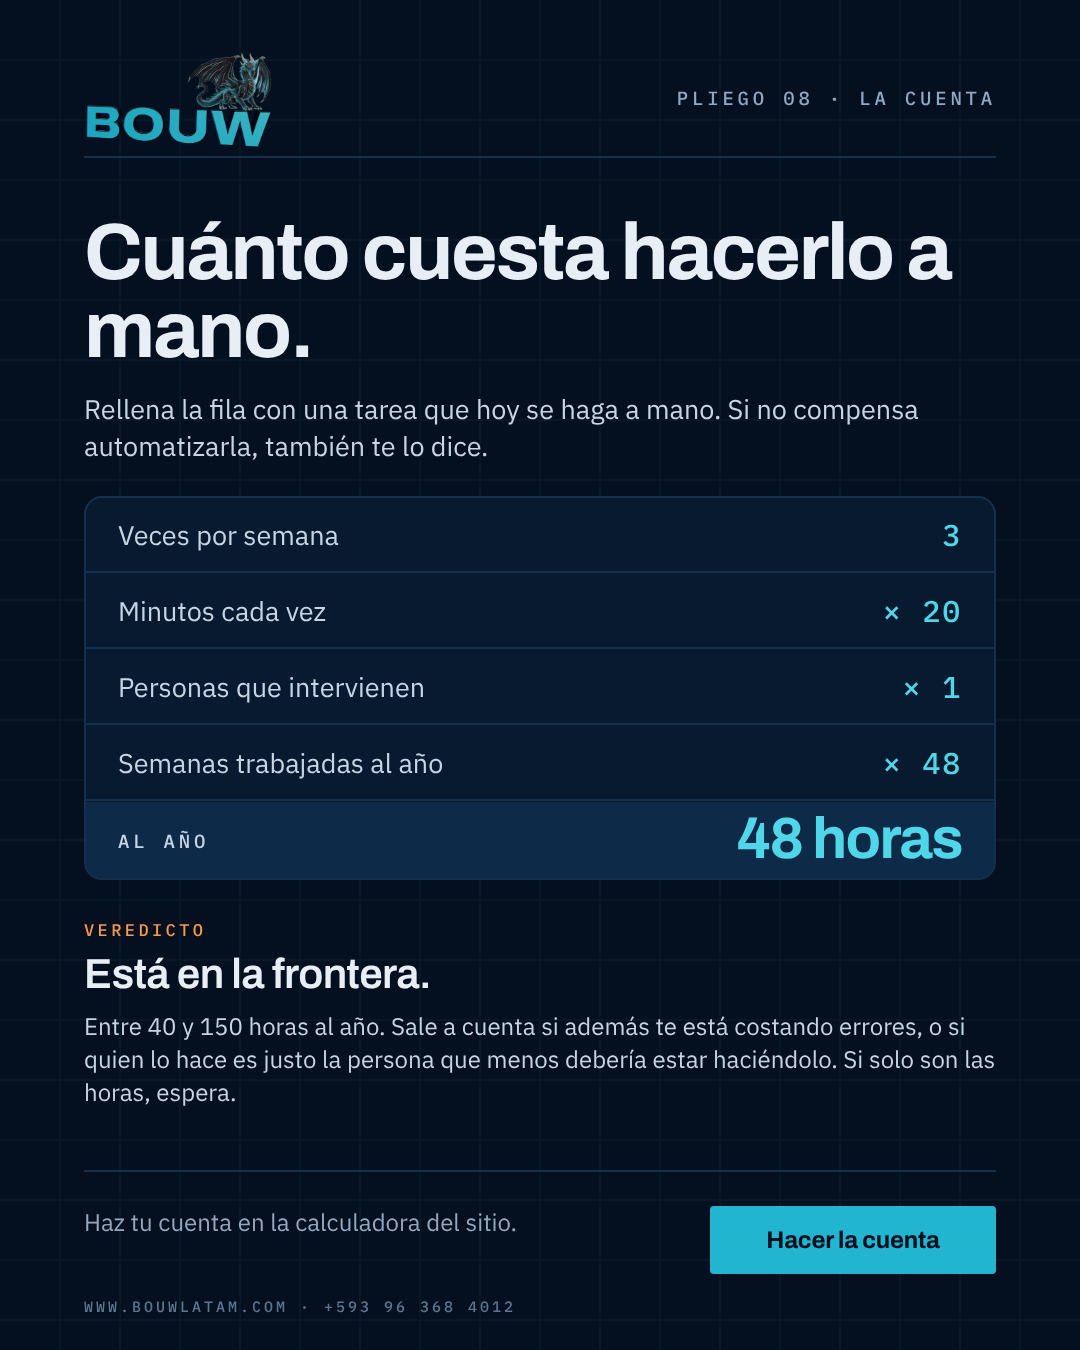 BOUW
PLIEGO 08 · LA CUENTA
Cuánto cuesta hacerlo a
mano.
Rellena la fila con una tarea que hoy se haga a mano. Si no compensa
automatizarla, también te lo dice.
Veces por semana 3
Minutos cada vez × 20
Personas que intervienen × 1
Semanas trabajadas al año × 48
AL AÑO 48 horas
VEREDICTO
Está en la frontera.
Entre 40 y 150 horas al año. Sale a cuenta si además te está costando errores, o si
quien lo hace es justo la persona que menos debería estar haciéndolo. Si solo son las
horas, espera.
Haz tu cuenta en la calculadora del sitio.
Hacer la cuenta
WWW.BOUWLATAM.COM · +593 96 368 4012